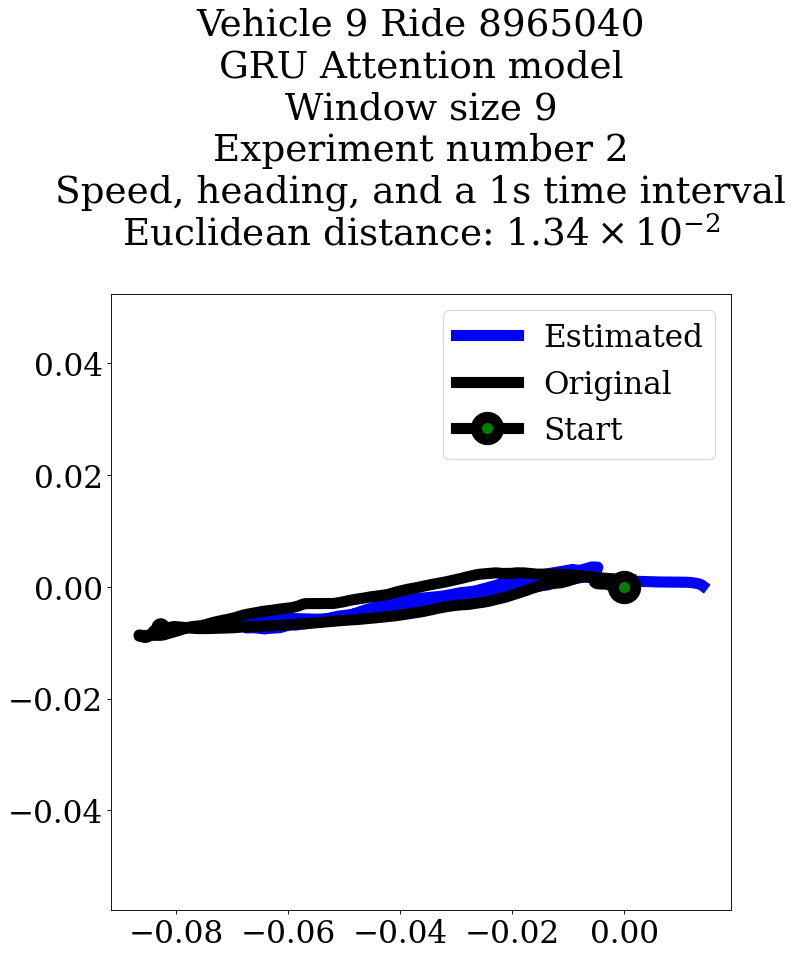 Vehicle 9 Ride 8965040
GRU Attention model
Window size 9
Experiment number 2
Speed, heading, and a 1s time interval
Euclidean distance: 1.34 × 10⁻²
Estimated
Original
Start
0.04
0.02
0.00
−0.02
−0.04
−0.08 −0.06 −0.04 −0.02 0.00